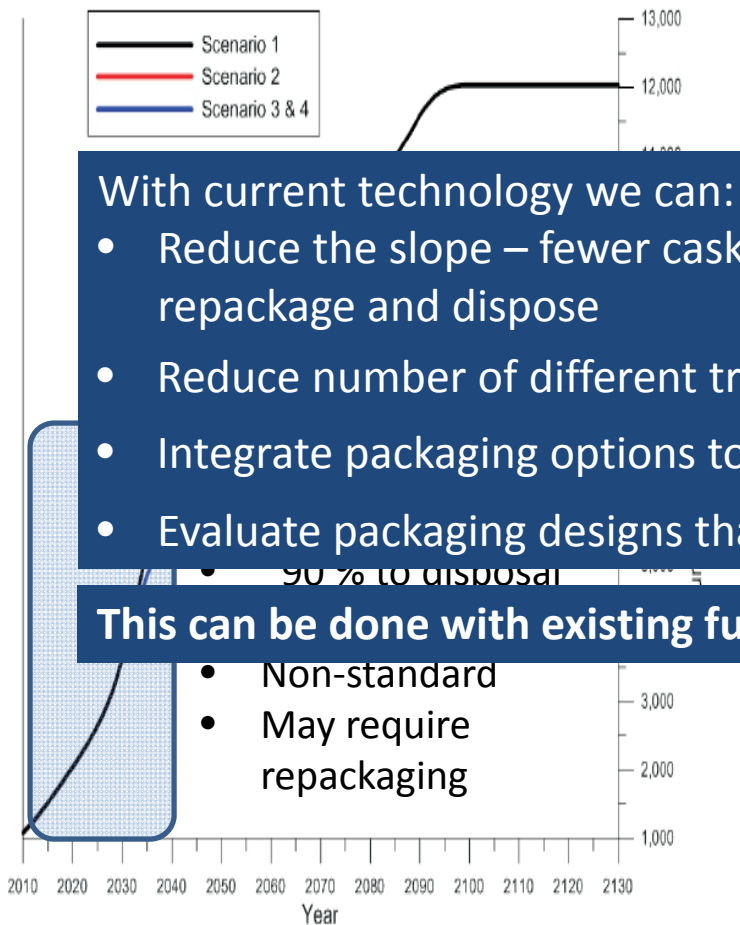 Scenario 1
Scenario 2
Scenario 3 & 4
13,000
12,000
With current technology we can:
• Reduce the slope – fewer cask
repackage and dispose
• Reduce number of different tr
• Integrate packaging options to
• Evaluate packaging designs tha
• 90 % to disposal
This can be done with existing fu
• Non-standard
• May require
repackaging
3,000
2,000
1,000
2010 2020 2030 2040 2050 2060 2070 2080 2090 2100 2110 2120 2130
Year